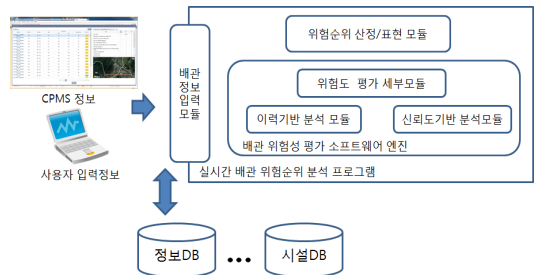 위험순위 산정/표현 모듈
배관
정보
입력
모듈
위험도 평가 세부모듈
CPMS 정보
이력기반 분석 모듈
신뢰도기반 분석모듈
배관 위험성 평가 소프트웨어 엔진
사용자 입력정보
실시간 배관 위험순위 분석 프로그램
정보DB
...
시설DB